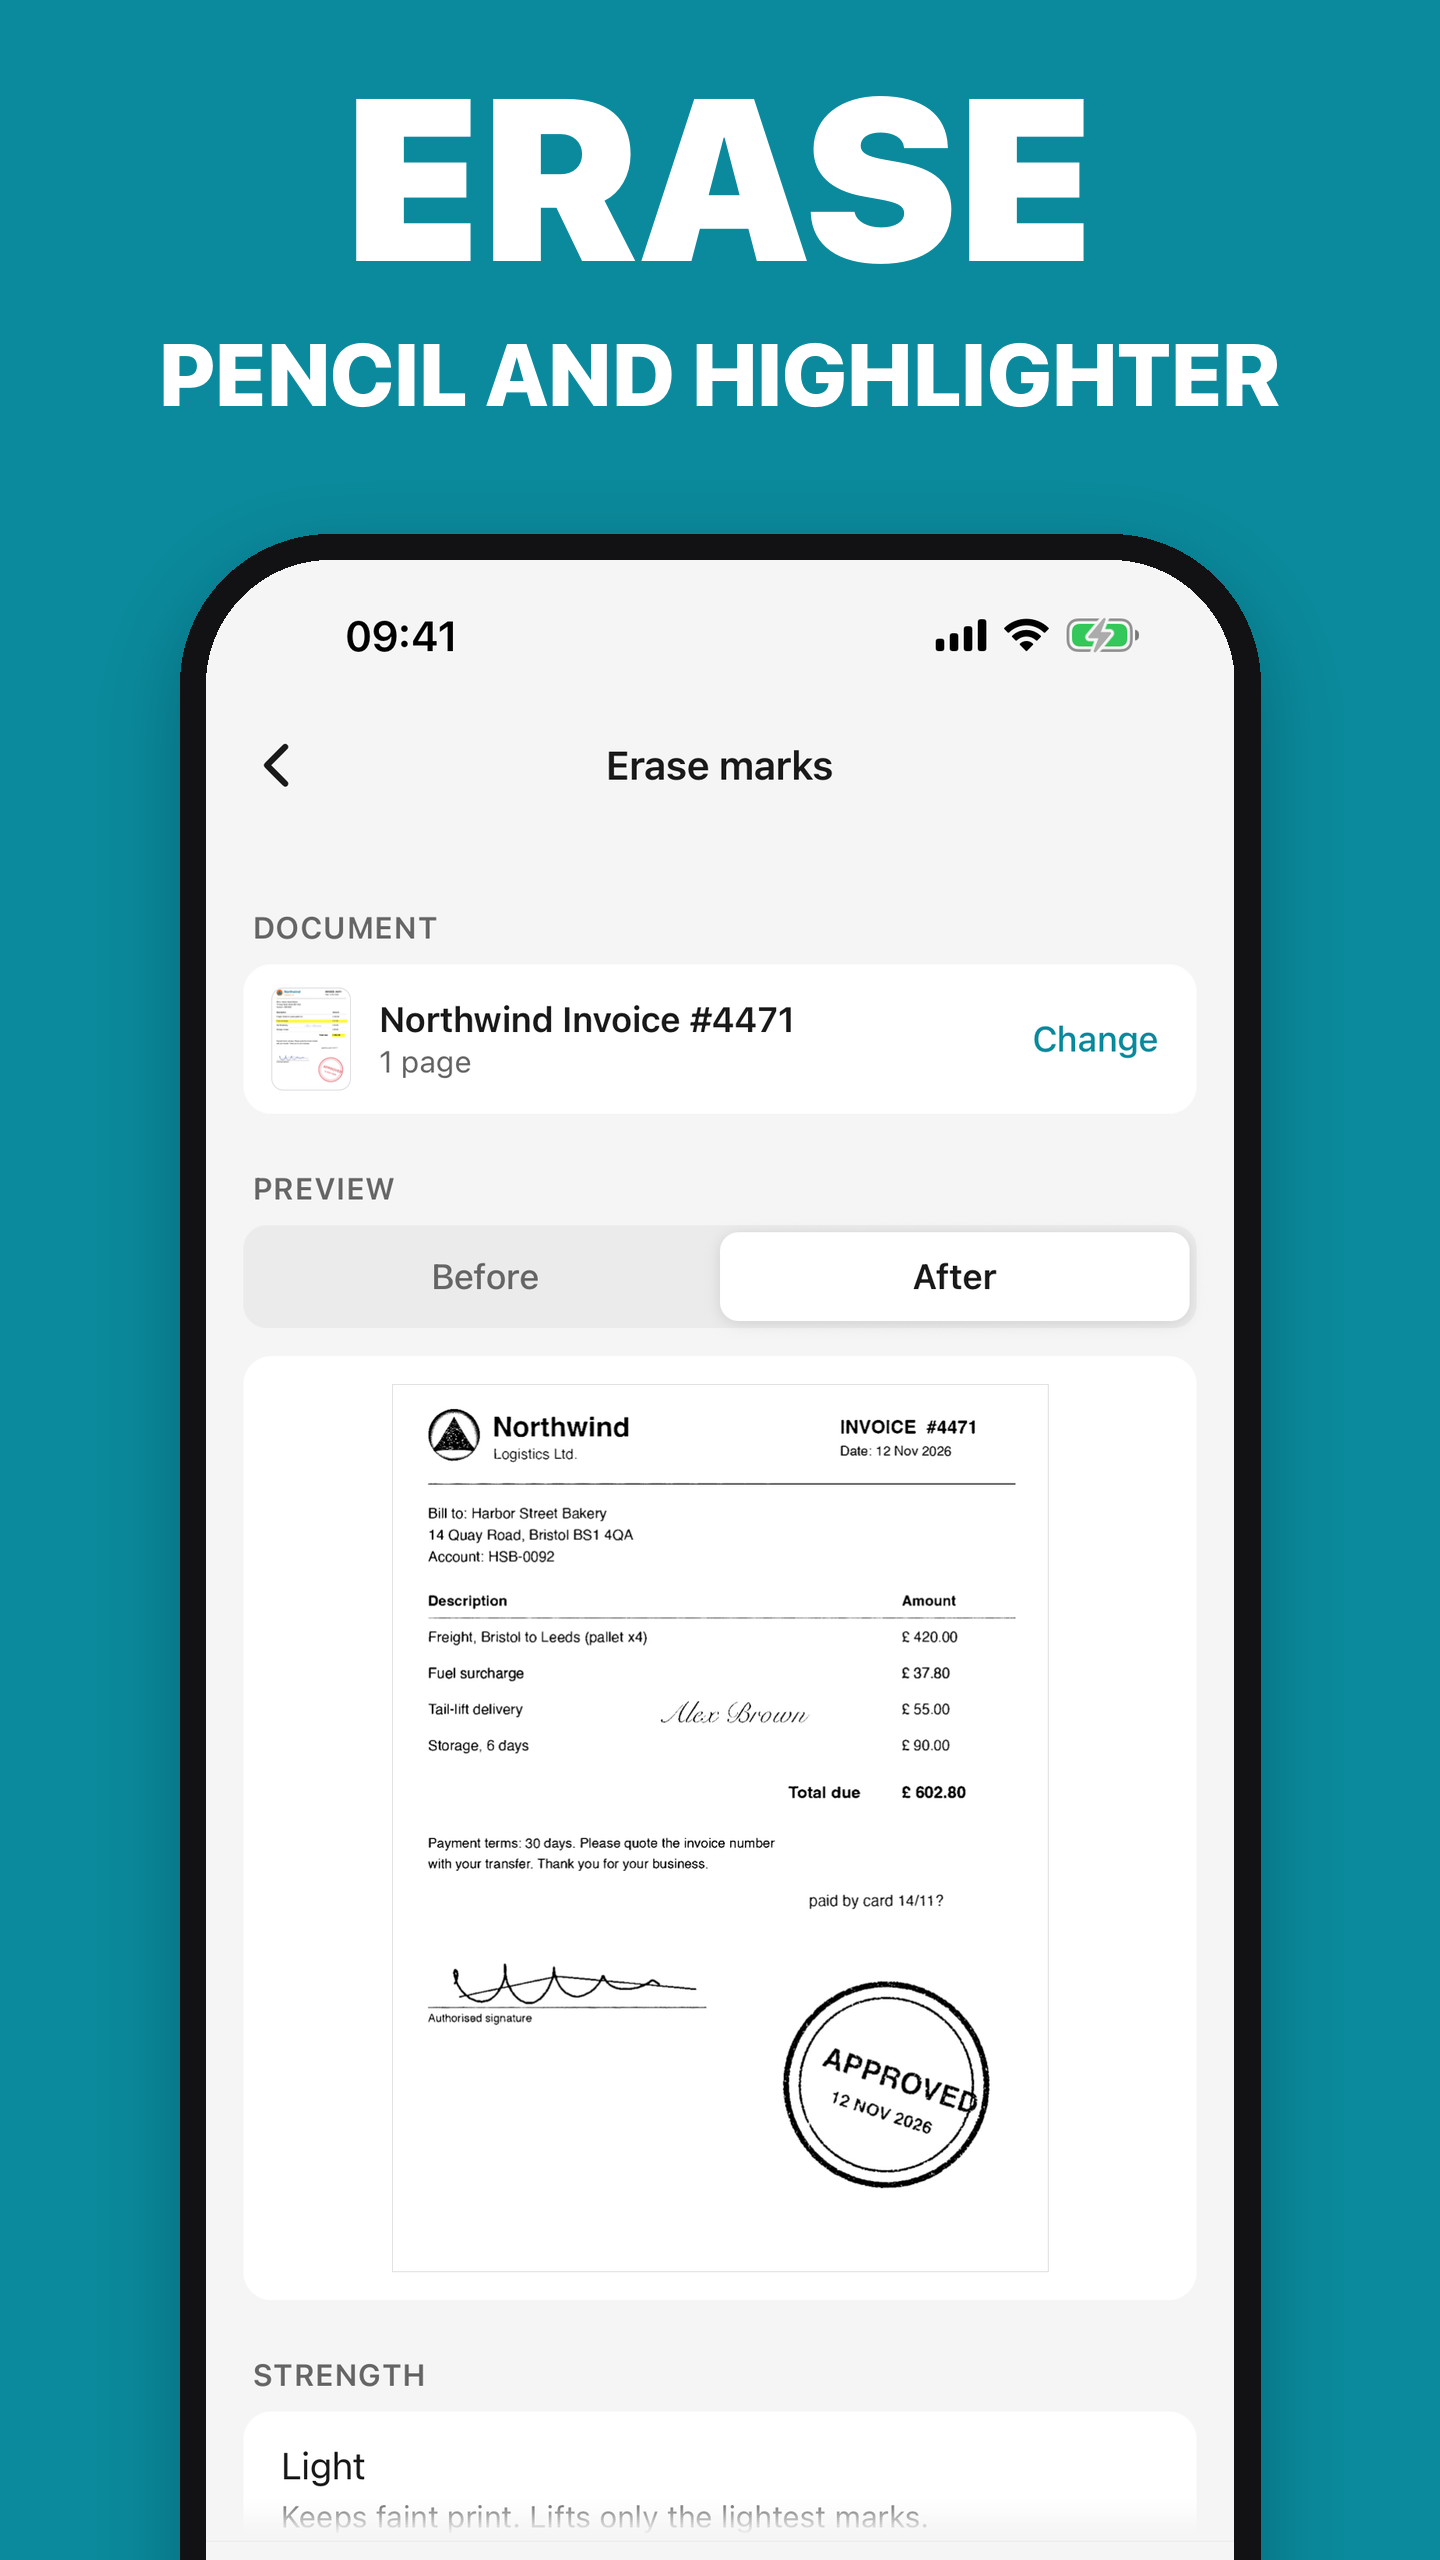 ERASE
PENCIL AND HIGHLIGHTER
09:41
Erase marks
DOCUMENT
Northwind Invoice #4471
1 page
Change
PREVIEW
Before
After
Northwind
Logistics Ltd.
INVOICE #4471
Date: 12 Nov 2026
Bill to: Harbor Street Bakery
14 Quay Road, Bristol BS1 4QA
Account: HSB-0092
Description Amount
Freight, Bristol to Leeds (pallet x4) £ 420.00
Fuel surcharge £ 37.80
Tail-lift delivery Alex Brown £ 55.00
Storage, 6 days £ 90.00
Total due £ 602.80
Payment terms: 30 days. Please quote the invoice number
with your transfer. Thank you for your business.
paid by card 14/11?
Authorised signature
APPROVED
12 NOV 2026
STRENGTH
Light
Keeps faint print. Lifts only the lightest marks.